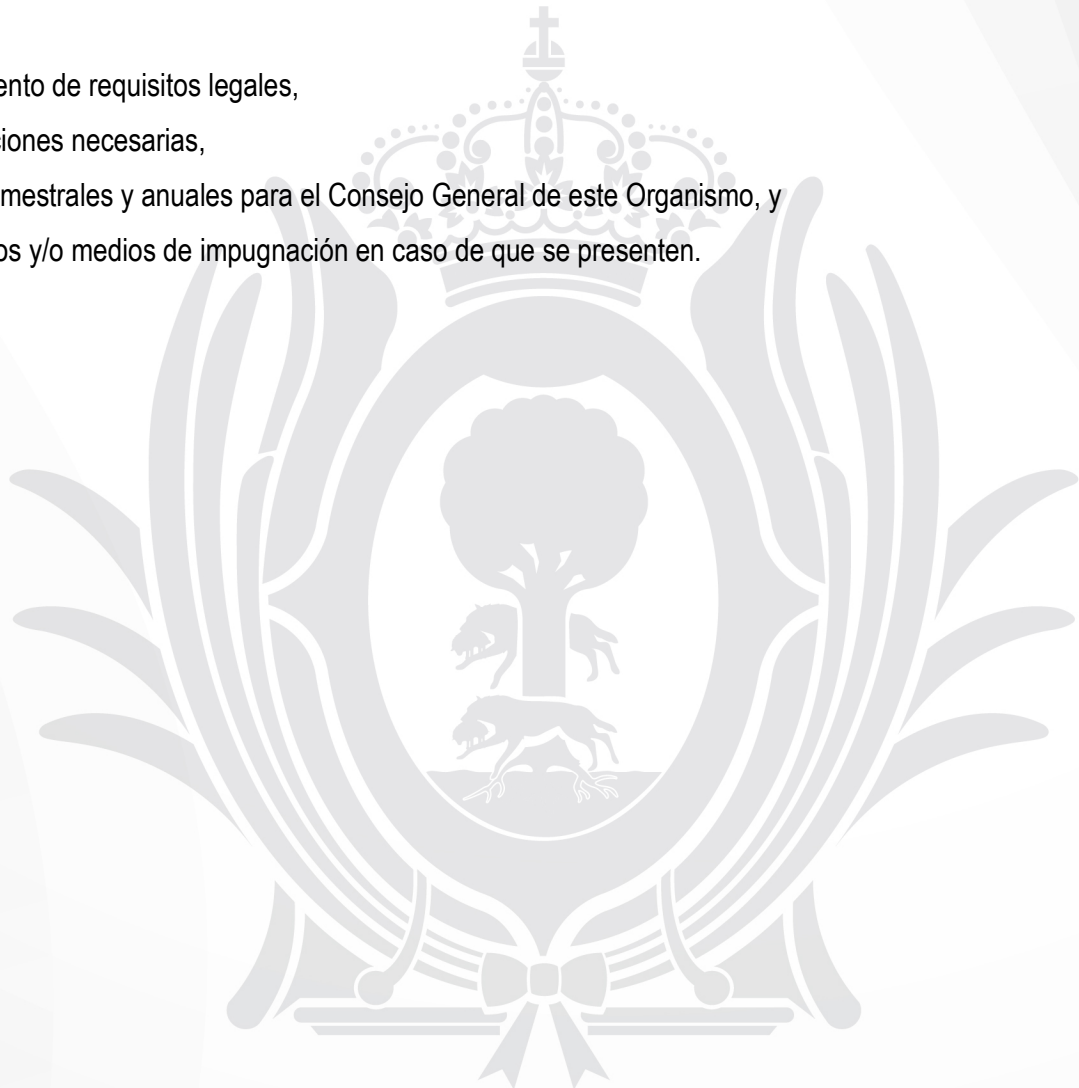 ento de requisitos legales,
ciones necesarias,
mestrales y anuales para el Consejo General de este Organismo, y
os y/o medios de impugnación en caso de que se presenten.